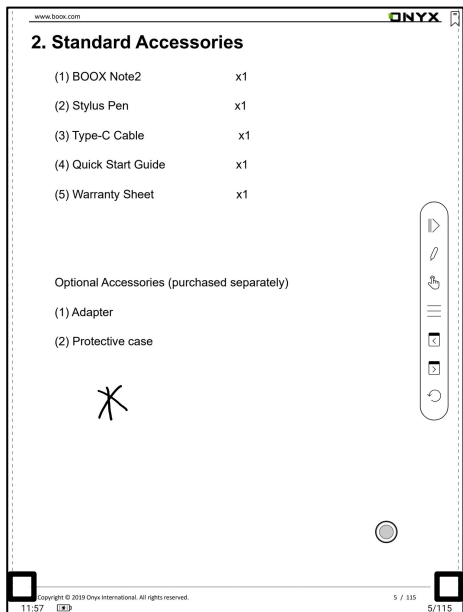 www.boox.com
ONYX
2. Standard Accessories
(1) BOOX Note2 x1
(2) Stylus Pen x1
(3) Type-C Cable x1
(4) Quick Start Guide x1
(5) Warranty Sheet x1
Optional Accessories (purchased separately)
(1) Adapter
(2) Protective case
Copyright © 2019 Onyx International. All rights reserved. 5 / 115
11:57 5/115